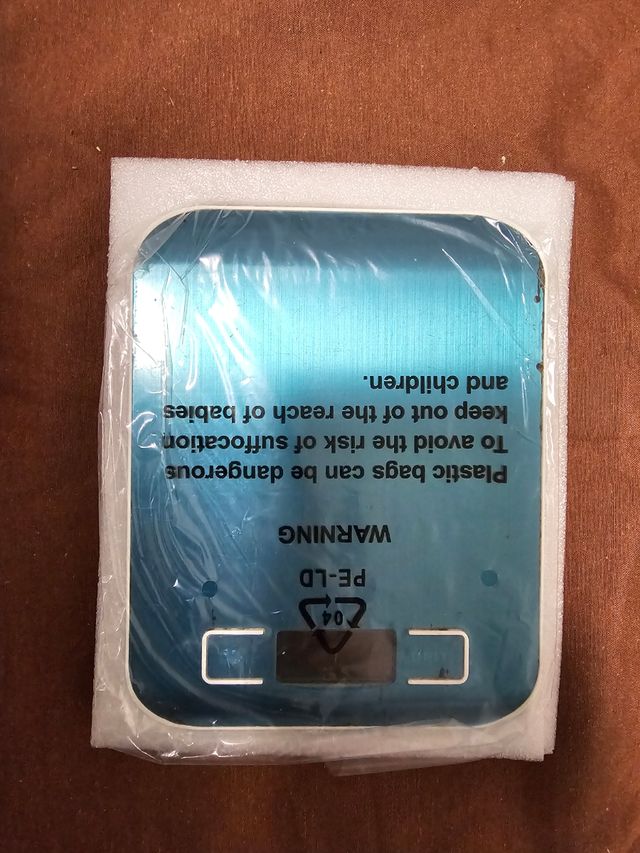 04
PE-LD
WARNING
Plastic bags can be dangerous
To avoid the risk of suffocation
keep out of the reach of babies
and children.